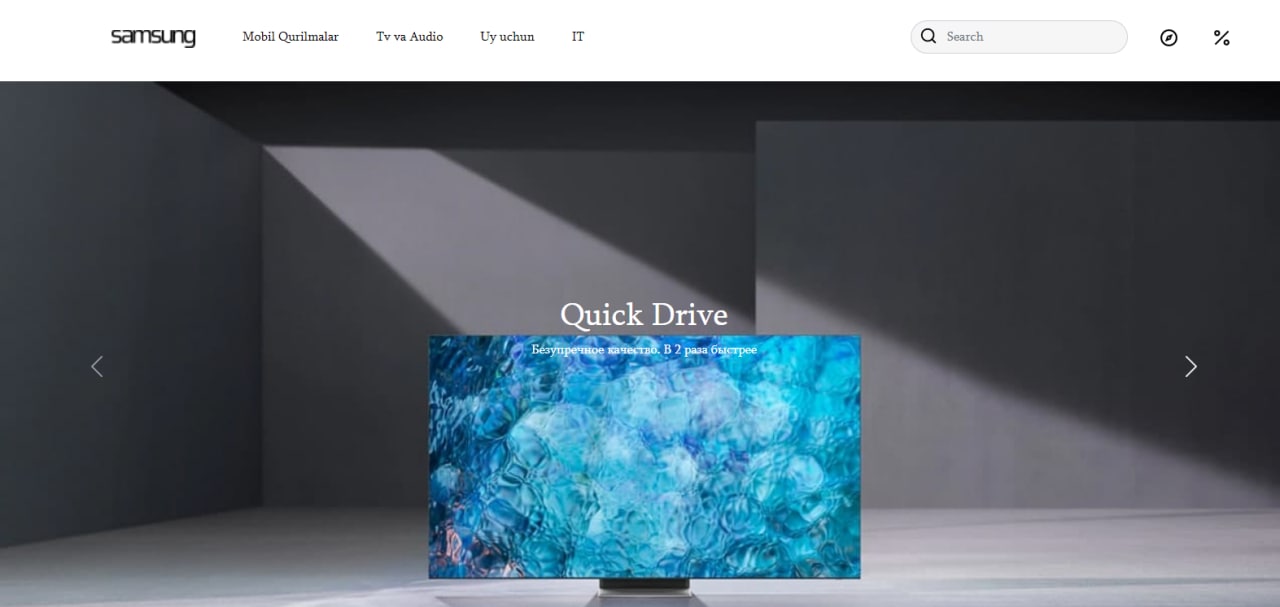 samsung
Mobil Qurilmalar
Tv va Audio
Uy uchun
IT
Search
Quick Drive
Безупречное качество. В 2 раза быстрее